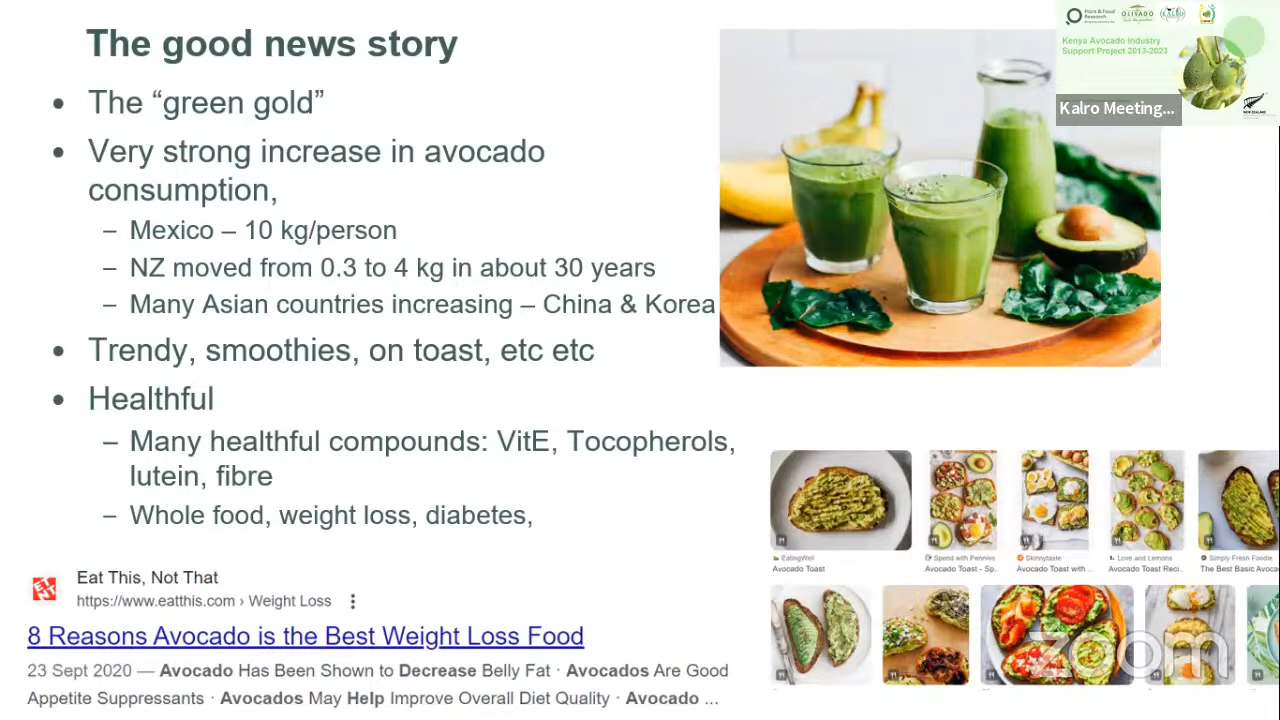 The good news story
• The “green gold”
• Very strong increase in avocado
consumption,
– Mexico – 10 kg/person
– NZ moved from 0.3 to 4 kg in about 30 years
– Many Asian countries increasing – China & Korea
• Trendy, smoothies, on toast, etc etc
• Healthful
– Many healthful compounds: VitE, Tocopherols,
lutein, fibre
– Whole food, weight loss, diabetes,
Eat This, Not That
https://www.eatthis.com › Weight Loss
8 Reasons Avocado is the Best Weight Loss Food
23 Sept 2020 — Avocado Has Been Shown to Decrease Belly Fat · Avocados Are Good
Appetite Suppressants · Avocados May Help Improve Overall Diet Quality · Avocado ...
Plant & Food
Research
OLIVADO
KALRO
Kenya Avocado Industry
Support Project 2013-2023
Kalro Meeting...
EatingWell
Avocado Toast
Spend with Pennies
Avocado Toast - Sp..
Skinnytaste
Avocado Toast with ..
Love and Lemons
Avocado Toast Reci..
Simply Fresh Foodie
The Best Basic Avoca
zoom